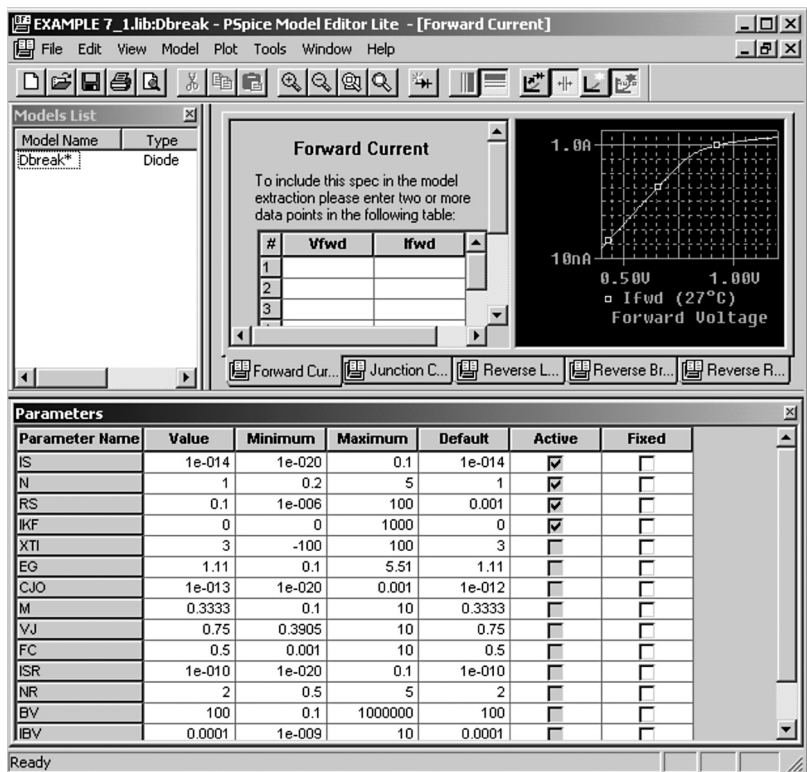 EXAMPLE 7_1.lib:Dbreak - PSpice Model Editor Lite - [Forward Current]
File Edit View Model Plot Tools Window Help
Models List
Model Name Type
Dbreak* Diode
Forward Current
To include this spec in the model
extraction please enter two or more
data points in the following table:
# Vfwd Ifwd
1
2
3
1.0A
10nA
0.50V 1.00V
Ifwd (27°C)
Forward Voltage
Forward Cur... Junction C... Reverse L... Reverse Br... Reverse R...
Parameters
Parameter Name Value Minimum Maximum Default Active Fixed
IS 1e-014 1e-020 0.1 1e-014
N 1 0.2 5 1
RS 0.1 1e-006 100 0.001
IKF 0 0 1000 0
XTI 3 -100 100 3
EG 1.11 0.1 5.51 1.11
CJO 1e-013 1e-020 0.001 1e-012
M 0.3333 0.1 10 0.3333
VJ 0.75 0.3905 10 0.75
FC 0.5 0.001 10 0.5
ISR 1e-010 1e-020 0.1 1e-010
NR 2 0.5 5 2
BV 100 0.1 1000000 100
IBV 0.0001 1e-009 10 0.0001
Ready